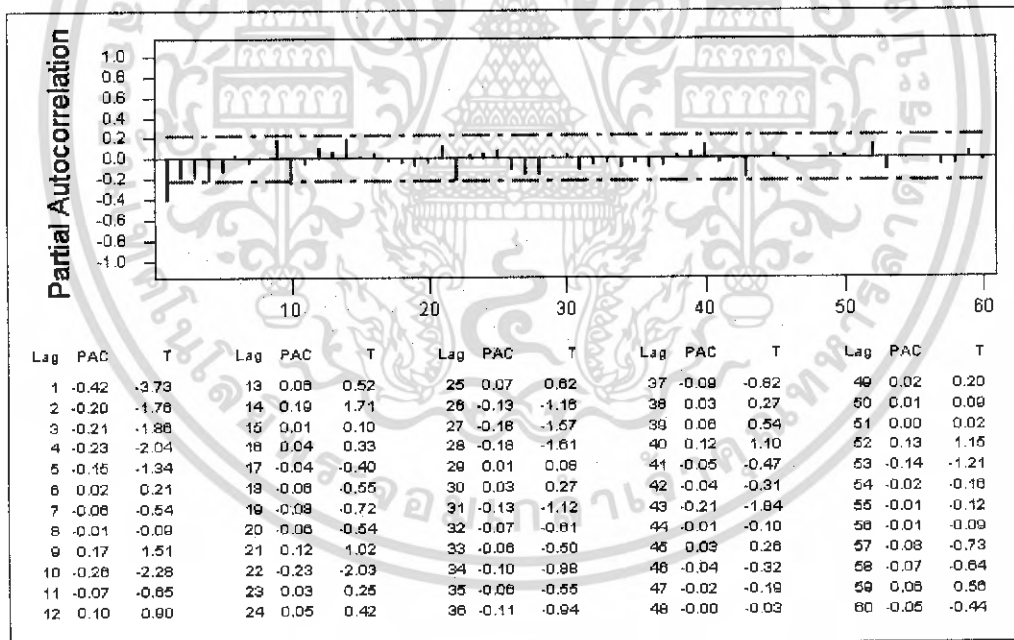 Partial Autocorrelation
1.0
0.8
0.6
0.4
0.2
0.0
-0.2
-0.4
-0.6
-0.8
-1.0
10 20 30 40 50 60
Lag PAC T Lag PAC T Lag PAC T Lag PAC T Lag PAC T
1 -0.42 -3.73 13 0.06 0.52 25 0.07 0.62 37 -0.09 -0.82 49 0.02 0.20
2 -0.20 -1.76 14 0.19 1.71 26 -0.13 -1.16 38 0.03 0.27 50 0.01 0.09
3 -0.21 -1.86 15 0.01 0.10 27 -0.18 -1.57 39 0.06 0.54 51 0.00 0.02
4 -0.23 -2.04 16 0.04 0.33 28 -0.18 -1.61 40 0.12 1.10 52 0.13 1.15
5 -0.15 -1.34 17 -0.04 -0.40 29 0.01 0.06 41 -0.05 -0.47 53 -0.14 -1.21
6 0.02 0.21 18 -0.06 -0.55 30 0.03 0.27 42 -0.04 -0.31 54 -0.02 -0.16
7 -0.06 -0.54 19 -0.08 -0.72 31 -0.13 -1.12 43 -0.21 -1.84 55 -0.01 -0.12
8 -0.01 -0.09 20 -0.06 -0.54 32 -0.07 -0.61 44 -0.01 -0.10 56 -0.01 -0.09
9 0.17 1.51 21 0.12 1.02 33 -0.06 -0.50 45 0.03 0.26 57 -0.08 -0.73
10 -0.26 -2.28 22 -0.23 -2.03 34 -0.10 -0.88 46 -0.04 -0.32 58 -0.07 -0.64
11 -0.07 -0.65 23 0.03 0.25 35 -0.06 -0.55 47 -0.02 -0.19 59 0.06 0.56
12 0.10 0.90 24 0.05 0.42 36 -0.11 -0.94 48 -0.00 -0.03 60 -0.05 -0.44